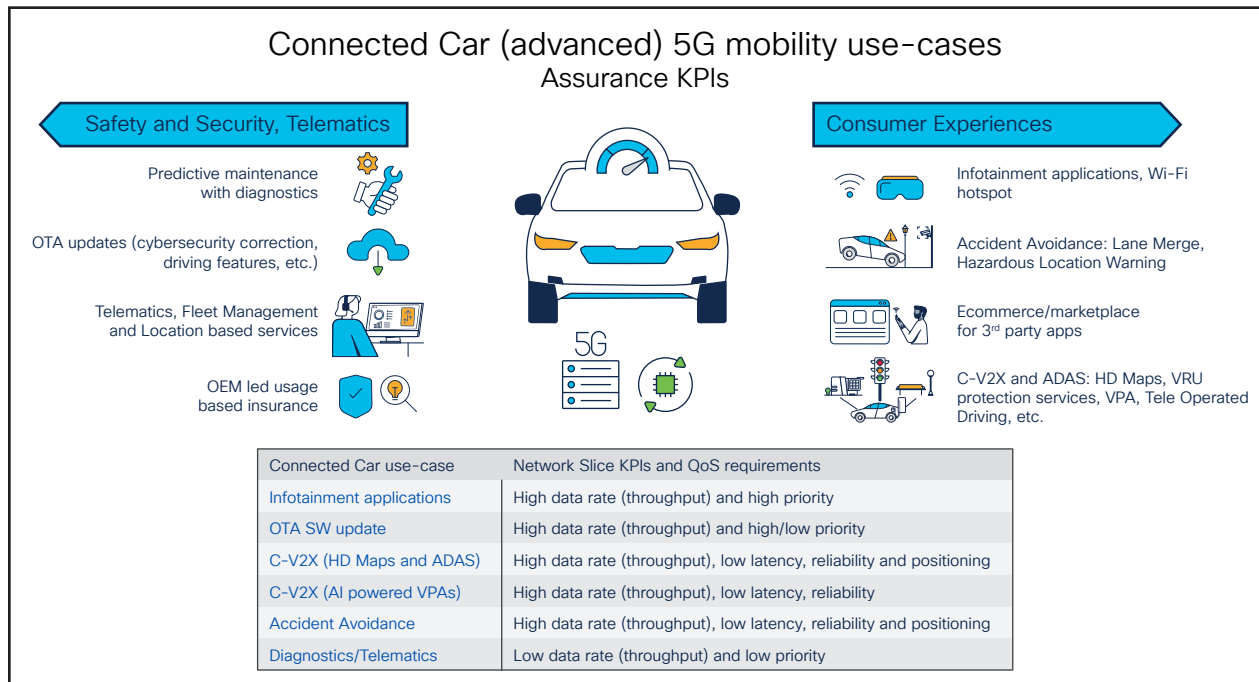 Connected Car (advanced) 5G mobility use-cases
Assurance KPIs
Safety and Security, Telematics
Predictive maintenance
with diagnostics
OTA updates (cybersecurity correction,
driving features, etc.)
Telematics, Fleet Management
and Location based services
OEM led usage
based insurance
5G
Consumer Experiences
Infotainment applications, Wi-Fi
hotspot
Accident Avoidance: Lane Merge,
Hazardous Location Warning
Ecommerce/marketplace
for 3rd party apps
C-V2X and ADAS: HD Maps, VRU
protection services, VPA, Tele Operated
Driving, etc.
Connected Car use-case Network Slice KPIs and QoS requirements
Infotainment applications High data rate (throughput) and high priority
OTA SW update High data rate (throughput) and high/low priority
C-V2X (HD Maps and ADAS) High data rate (throughput), low latency, reliability and positioning
C-V2X (AI powered VPAs) High data rate (throughput), low latency, reliability
Accident Avoidance High data rate (throughput), low latency, reliability and positioning
Diagnostics/Telematics Low data rate (throughput) and low priority